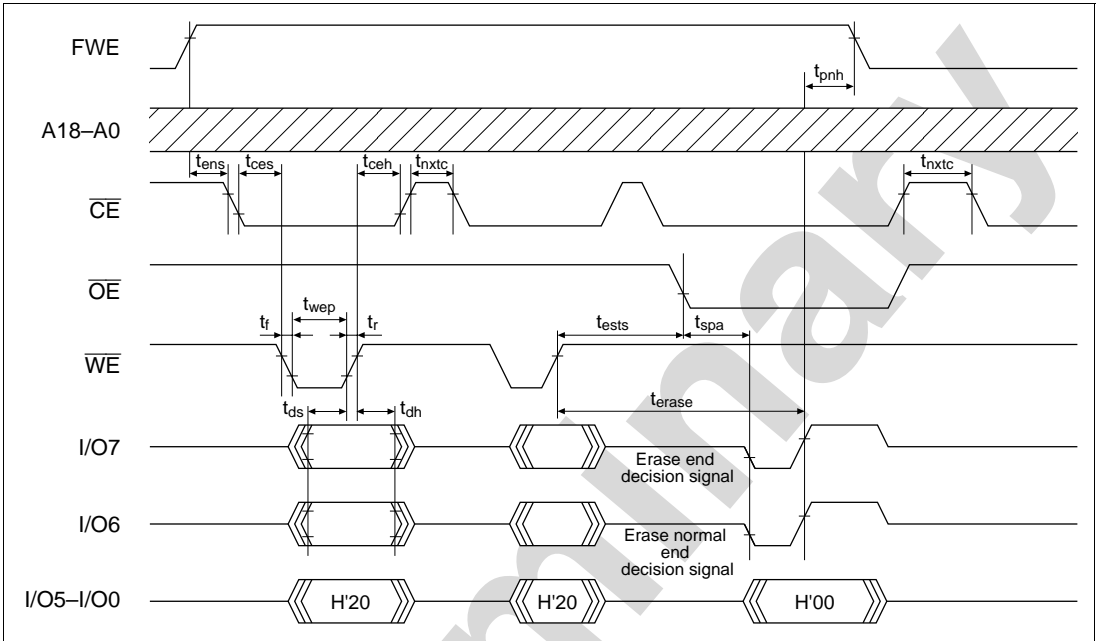 FWE
tpnh
A18–A0
tens
tces
tceh
tnxtc
tnxtc
CE
OE
twep
tf
tr
tests
tspa
WE
terase
tds
tdh
I/O7
Erase end
decision signal
I/O6
Erase normal
end
decision signal
I/O5–I/O0
H'20
H'20
H'00